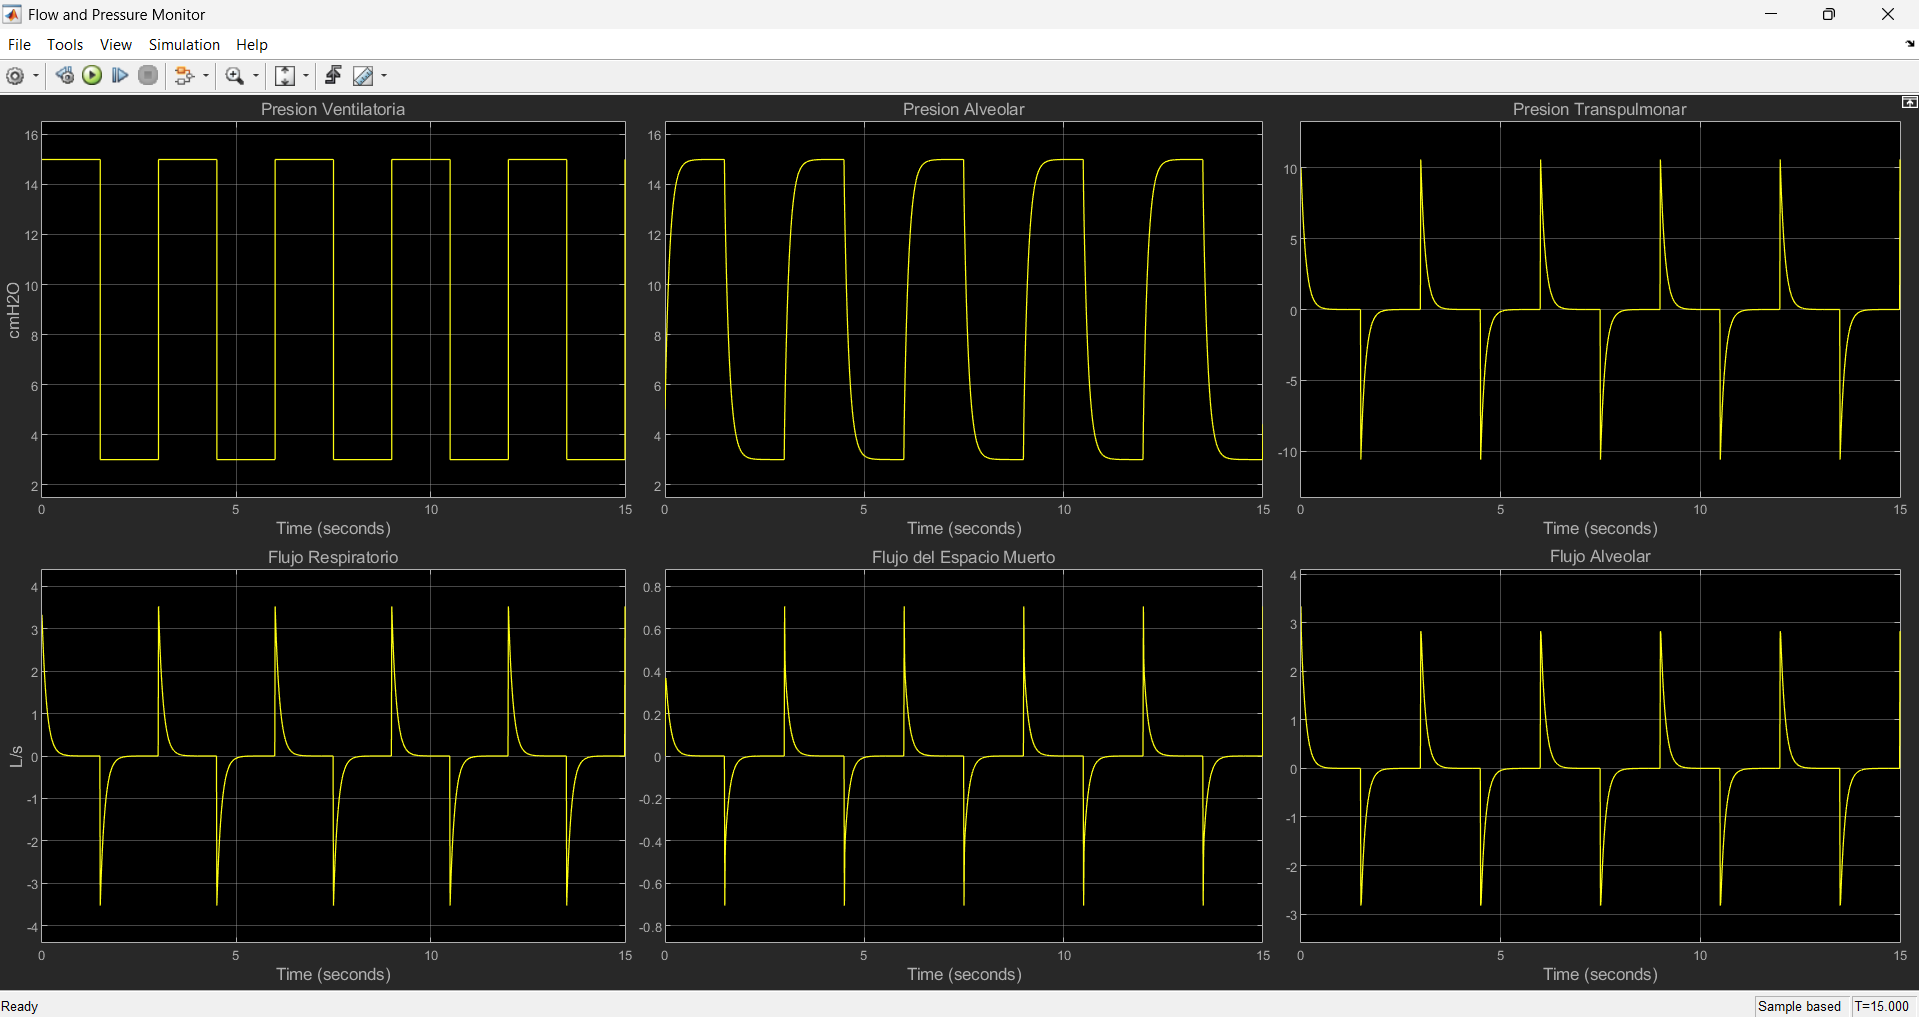 Flow and Pressure Monitor
File Tools View Simulation Help
Presion Ventilatoria
16
14
12
10
8
6
4
2
cmH2O
0 5 10 15
Time (seconds)
Presion Alveolar
16
14
12
10
8
6
4
2
0 5 10 15
Time (seconds)
Presion Transpulmonar
10
5
0
-5
-10
0 5 10 15
Time (seconds)
Flujo Respiratorio
4
3
2
1
0
-1
-2
-3
-4
L/s
0 5 10 15
Time (seconds)
Flujo del Espacio Muerto
0.8
0.6
0.4
0.2
0
-0.2
-0.4
-0.6
-0.8
0 5 10 15
Time (seconds)
Flujo Alveolar
4
3
2
1
0
-1
-2
-3
0 5 10 15
Time (seconds)
Ready
Sample based T=15.000